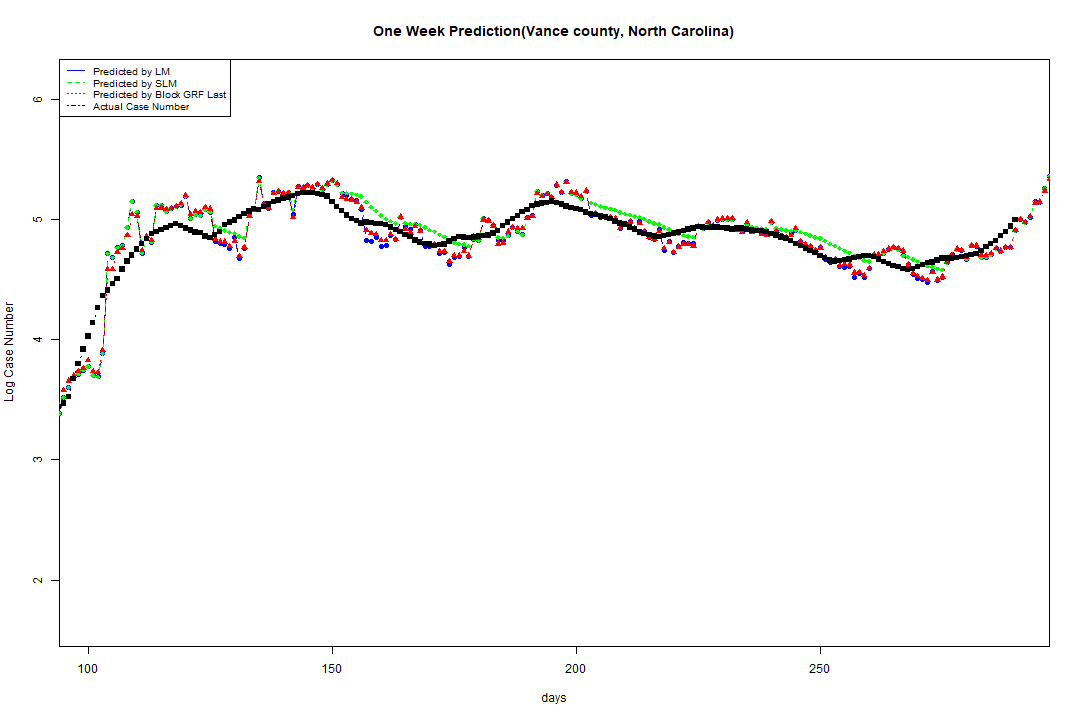 One Week Prediction(Vance county, North Carolina)
Predicted by LM
Predicted by SLM
Predicted by Block GRF Last
Actual Case Number
6
5
4
3
2
Log Case Number
100 150 200 250
days